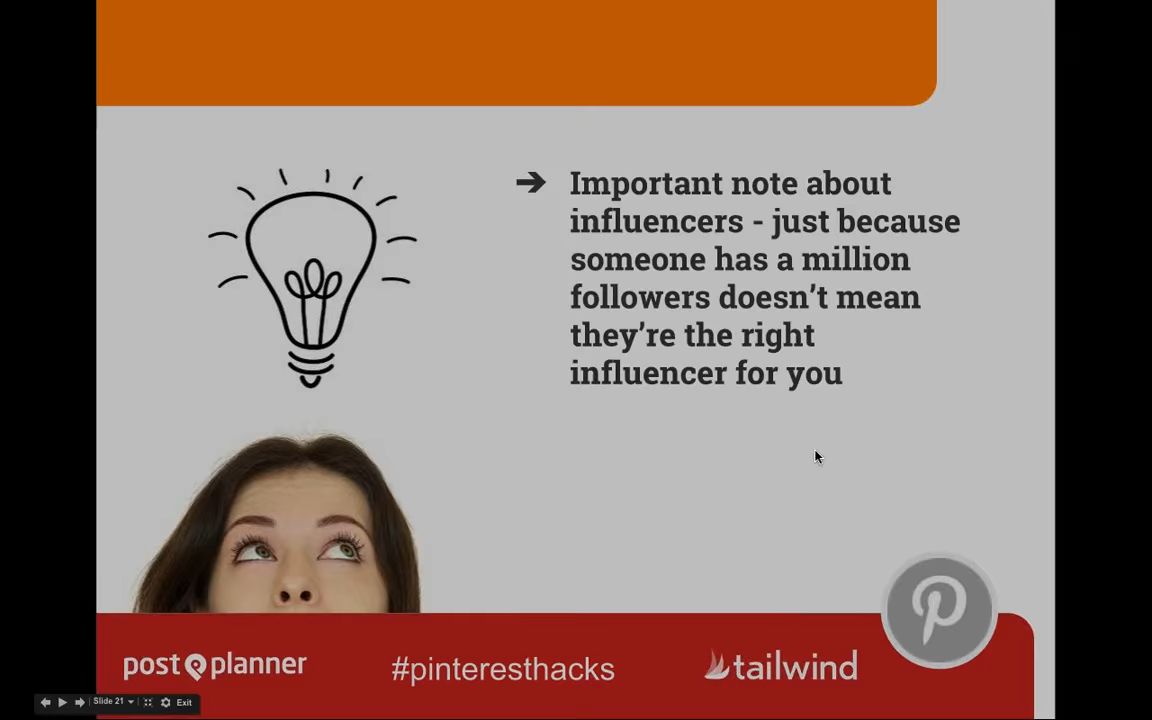 ➔ Important note about
influencers - just because
someone has a million
followers doesn’t mean
they’re the right
influencer for you
post planner
#pinteresthacks
tailwind
Slide 21
Exit